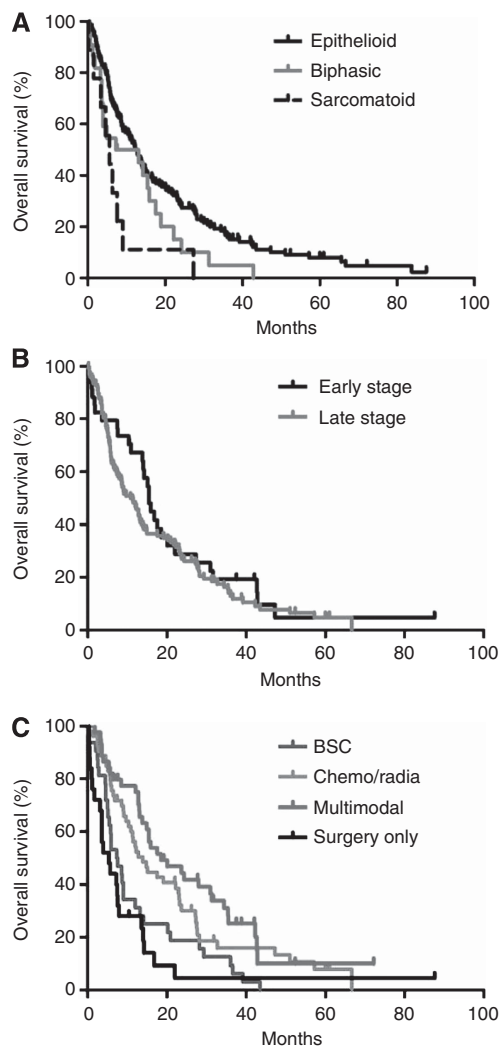 A
Overall survival (%)
100
80
60
40
20
0
Epithelioid
Biphasic
Sarcomatoid
0 20 40 60 80 100
Months
B
Overall survival (%)
100
80
60
40
20
0
Early stage
Late stage
0 20 40 60 80 100
Months
C
Overall survival (%)
100
80
60
40
20
0
BSC
Chemo/radia
Multimodal
Surgery only
0 20 40 60 80 100
Months